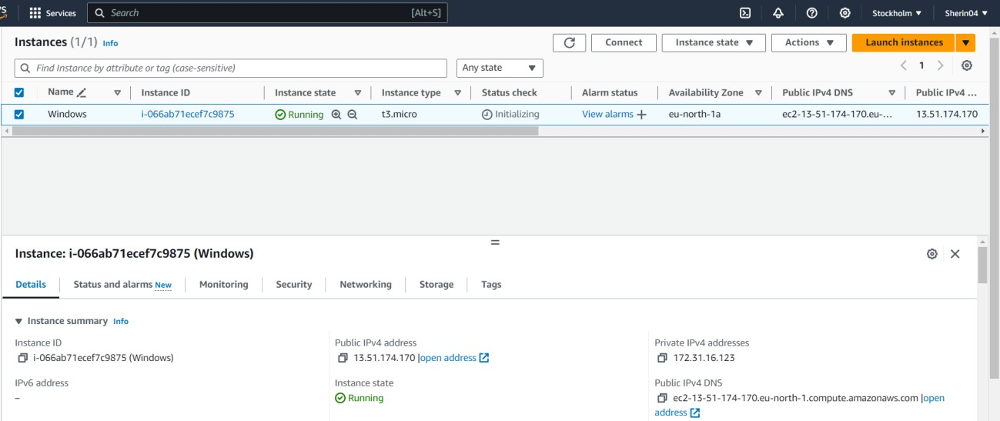 Services Search [Alt+S] Stockholm Sherin04
Instances (1/1) Info Connect Instance state Actions Launch instances
Find Instance by attribute or tag (case-sensitive) Any state 1
Name Instance ID Instance state Instance type Status check Alarm status Availability Zone Public IPv4 DNS Public IPv4 ...
Windows i-066ab71ecef7c9875 Running t3.micro Initializing View alarms + eu-north-1a ec2-13-51-174-170.eu-... 13.51.174.170
Instance: i-066ab71ecef7c9875 (Windows)
Details Status and alarms New Monitoring Security Networking Storage Tags
Instance summary Info
Instance ID Public IPv4 address Private IPv4 addresses
i-066ab71ecef7c9875 (Windows) 13.51.174.170 |open address 172.31.16.123
IPv6 address Instance state Public IPv4 DNS
– Running ec2-13-51-174-170.eu-north-1.compute.amazonaws.com |open
address